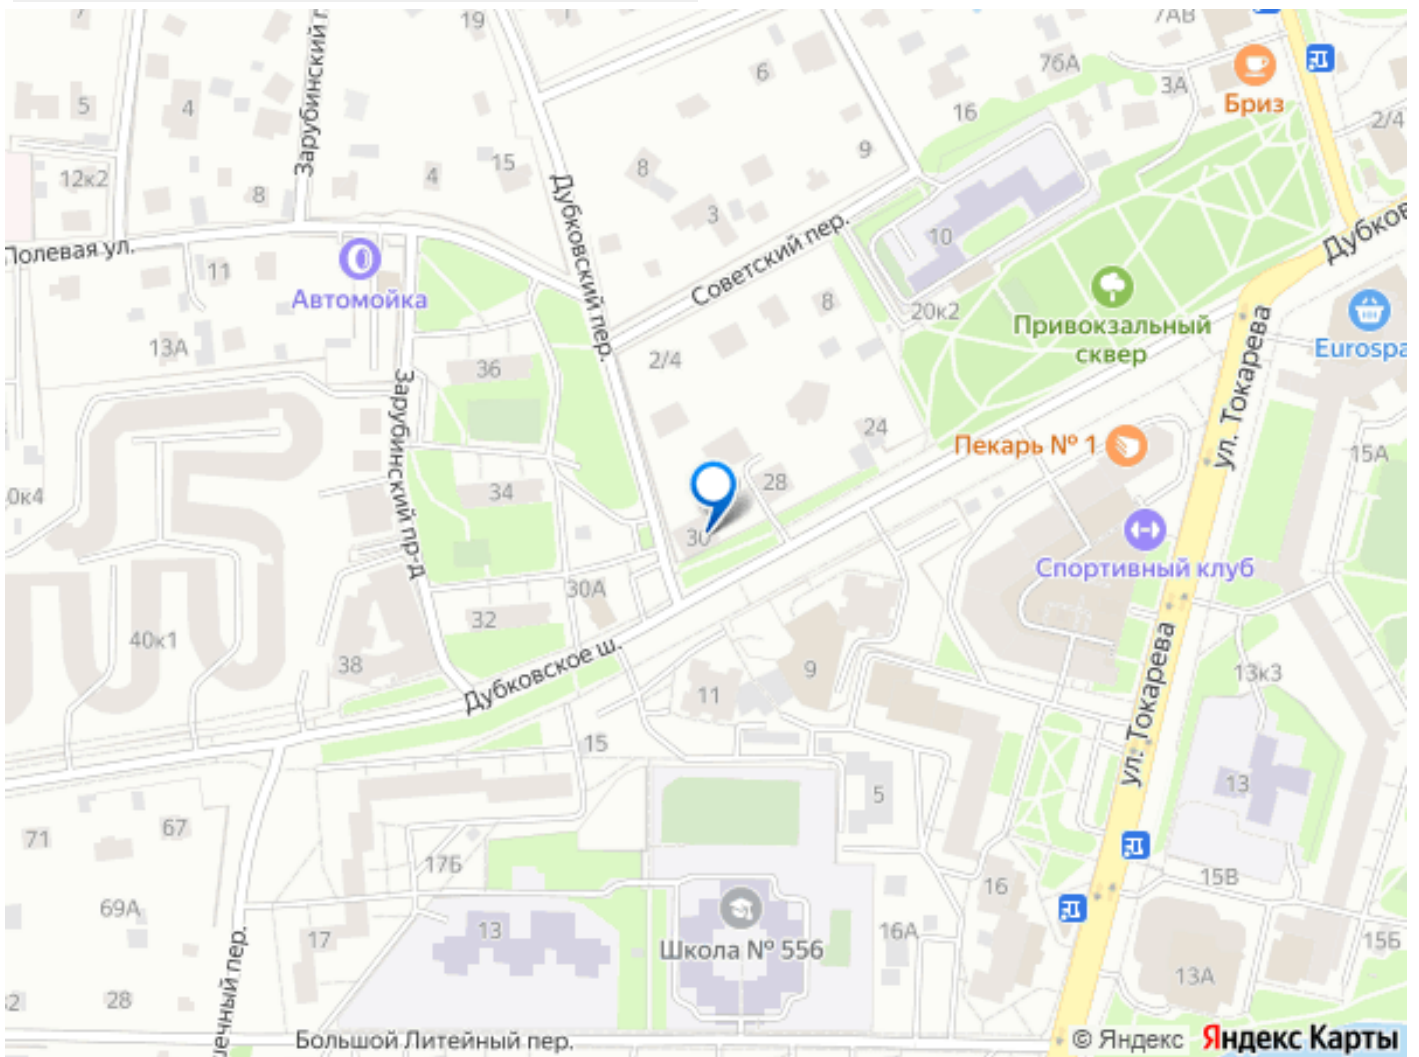 19
1
7АВ
Зарубинский п
5
4
6
76А
3А
Бриз
16
2/4
12к2
8
4
15
8
9
3
Дубковский пер.
Советский пер.
10
Дубков
Полевая ул.
11
Автомойка
8
20к2
Привокзальный
сквер
Eurospa
13А
36
2/4
Зарубинский пр-д
24
Пекарь № 1
ул. Токарева
15А
0к4
34
28
30
Спортивный клуб
30А
32
40к1
38
Дубковское ш.
9
11
13к3
ул. Токарева
15
5
13
71
67
17Б
16
15В
69А
17
13
Школа № 556
16А
15Б
13А
28
ечный пер.
Большой Литейный пер.
© Яндекс Яндекс Карты